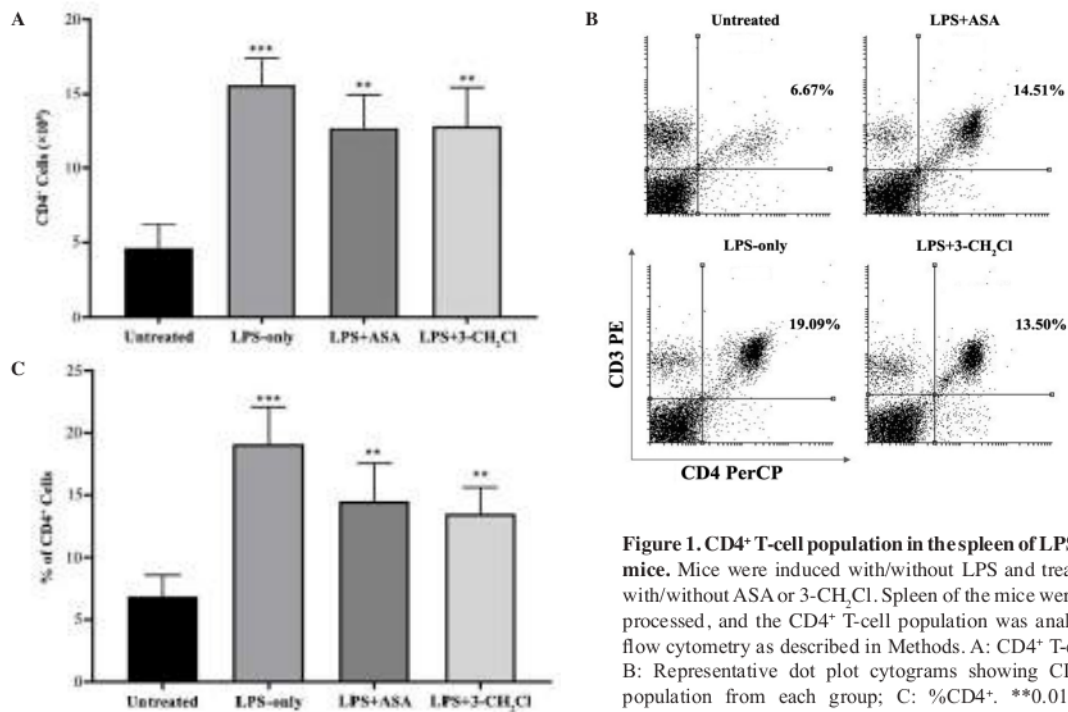 A
20
15
10
5
0
CD4⁺ Cells (×10⁶)
***
**
**
Untreated
LPS-only
LPS+ASA
LPS+3-CH₂Cl
B
Untreated
LPS+ASA
6.67%
14.51%
LPS-only
LPS+3-CH₂Cl
19.09%
13.50%
CD3 PE
CD4 PerCP
C
25
20
15
10
5
0
% of CD4⁺ Cells
***
**
**
Untreated
LPS-only
LPS+ASA
LPS+3-CH₂Cl
Figure 1. CD4⁺ T-cell population in the spleen of LPS
mice. Mice were induced with/without LPS and trea
with/without ASA or 3-CH₂Cl. Spleen of the mice were
processed, and the CD4⁺ T-cell population was anal
flow cytometry as described in Methods. A: CD4⁺ T-c
B: Representative dot plot cytograms showing CI
population from each group; C: %CD4⁺. **0.01